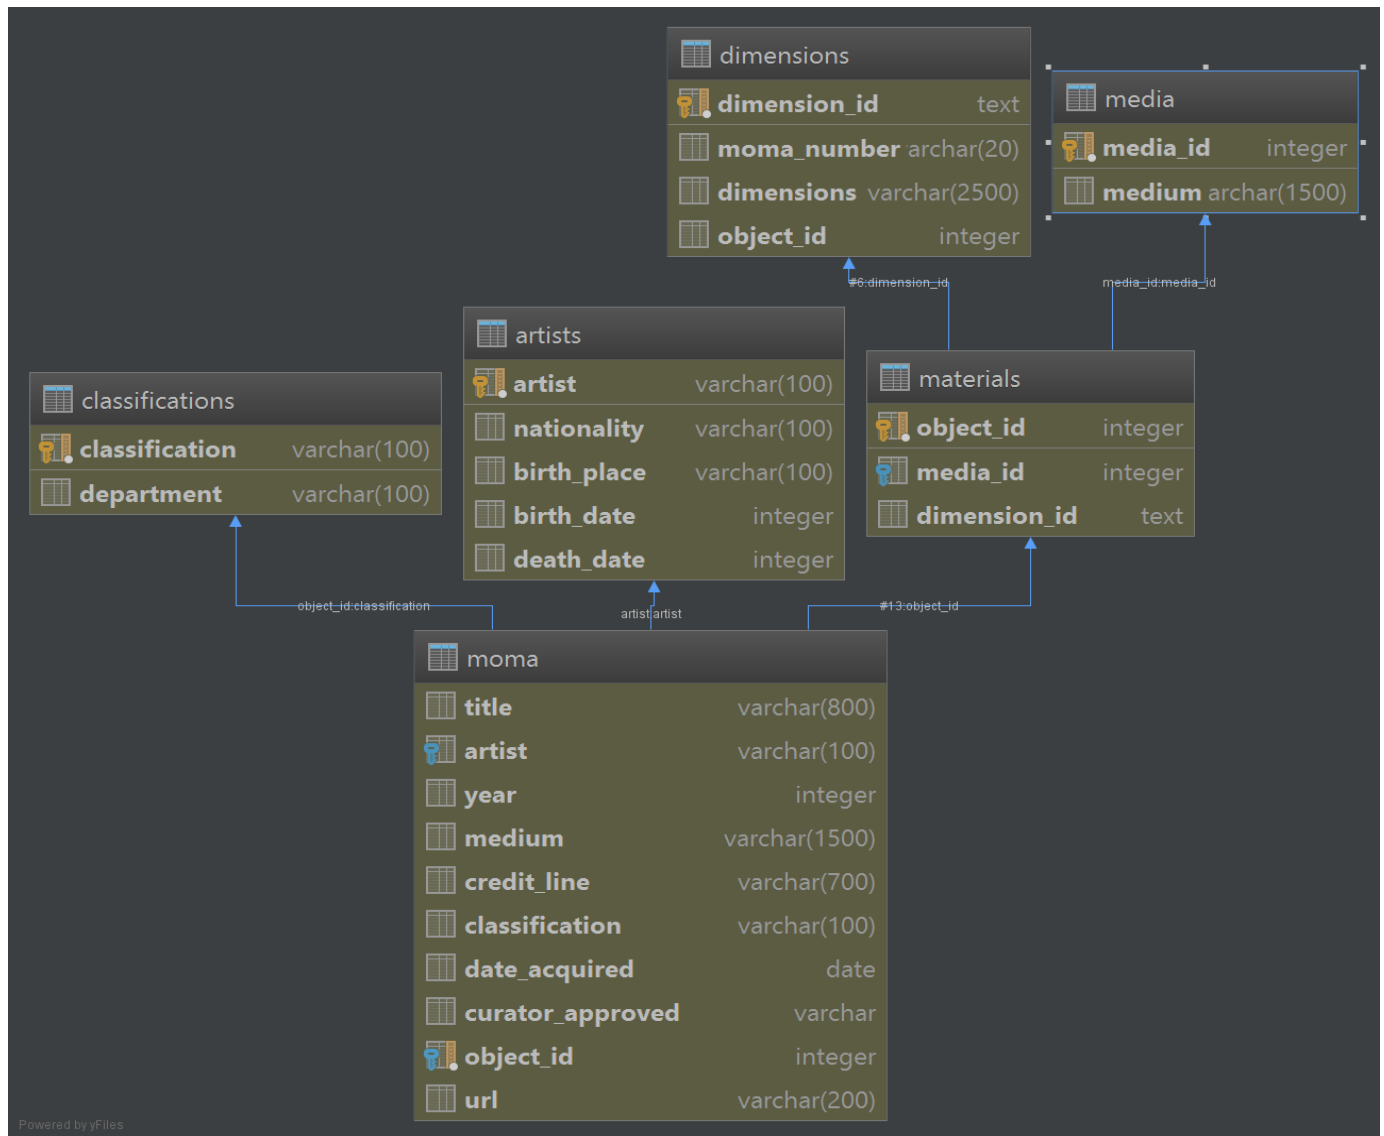 dimensions
dimension_id text
moma_number archar(20)
dimensions varchar(2500)
object_id integer
media
media_id integer
medium archar(1500)
#6:dimension_id
media_id:media_id
artists
artist varchar(100)
nationality varchar(100)
birth_place varchar(100)
birth_date integer
death_date integer
materials
object_id integer
media_id integer
dimension_id text
classifications
classification varchar(100)
department varchar(100)
object_id:classification
artist:artist
#13:object_id
moma
title varchar(800)
artist varchar(100)
year integer
medium varchar(1500)
credit_line varchar(700)
classification varchar(100)
date_acquired date
curator_approved varchar
object_id integer
url varchar(200)
Powered by yFiles